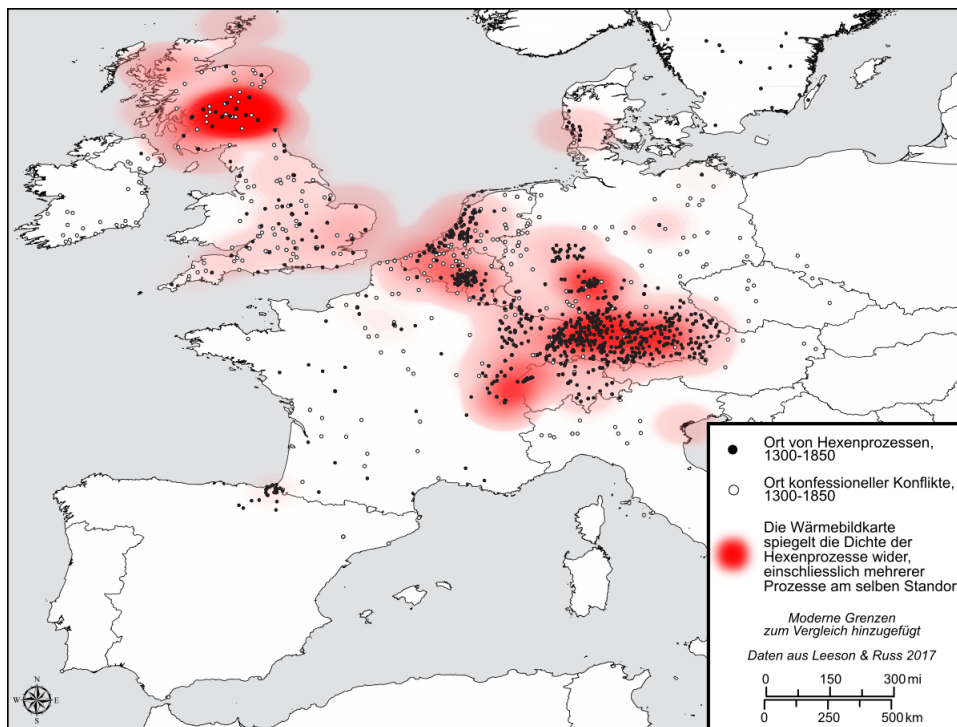 Ort von Hexenprozessen,
1300-1850
Ort konfessioneller Konflikte,
1300-1850
Die Wärmebildkarte
spiegelt die Dichte der
Hexenprozesse wider,
einschliesslich mehrerer
Prozesse am selben Standor
Moderne Grenzen
zum Vergleich hinzugefügt
Daten aus Leeson & Russ 2017
0 150 300 mi
0 250 500 km
N
W E
S